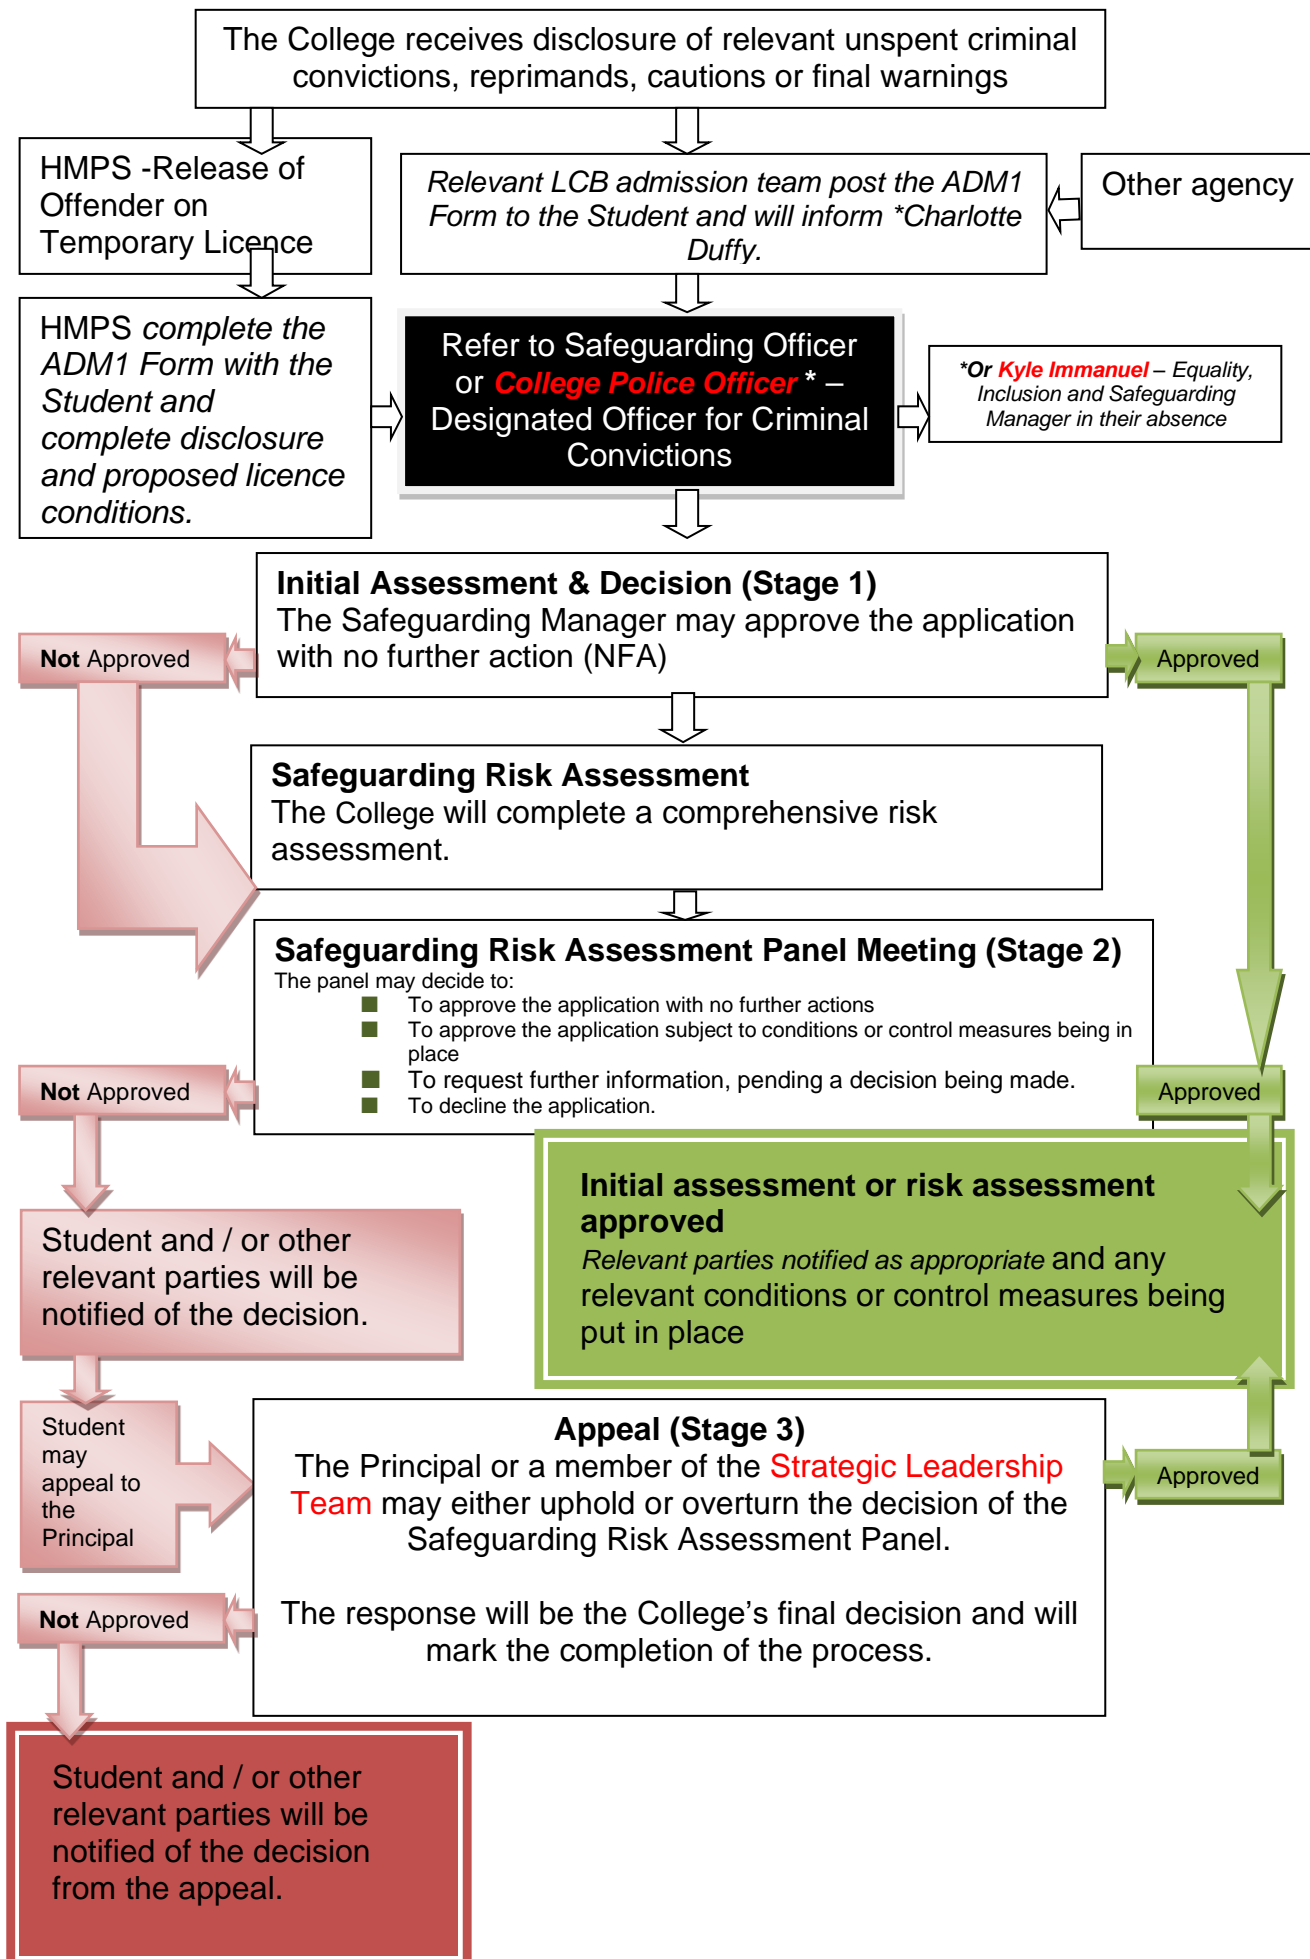 The College receives disclosure of relevant unspent criminal
convictions, reprimands, cautions or final warnings
HMPS -Release of
Offender on
Temporary Licence
Relevant LCB admission team post the ADM1
Form to the Student and will inform *Charlotte
Duffy.
Other agency
HMPS complete the
ADM1 Form with the
Student and
complete disclosure
and proposed licence
conditions.
Refer to Safeguarding Officer
or College Police Officer * –
Designated Officer for Criminal
Convictions
*Or Kyle Immanuel – Equality,
Inclusion and Safeguarding
Manager in their absence
Initial Assessment & Decision (Stage 1)
The Safeguarding Manager may approve the application
with no further action (NFA)
Not Approved
Approved
Safeguarding Risk Assessment
The College will complete a comprehensive risk
assessment.
Safeguarding Risk Assessment Panel Meeting (Stage 2)
The panel may decide to:
■ To approve the application with no further actions
■ To approve the application subject to conditions or control measures being in
place
■ To request further information, pending a decision being made.
■ To decline the application.
Not Approved
Approved
Initial assessment or risk assessment
approved
Relevant parties notified as appropriate and any
relevant conditions or control measures being
put in place
Student and / or other
relevant parties will be
notified of the decision.
Student
may
appeal to
the
Principal
Appeal (Stage 3)
The Principal or a member of the Strategic Leadership
Team may either uphold or overturn the decision of the
Safeguarding Risk Assessment Panel.
The response will be the College’s final decision and will
mark the completion of the process.
Approved
Not Approved
Student and / or other
relevant parties will be
notified of the decision
from the appeal.